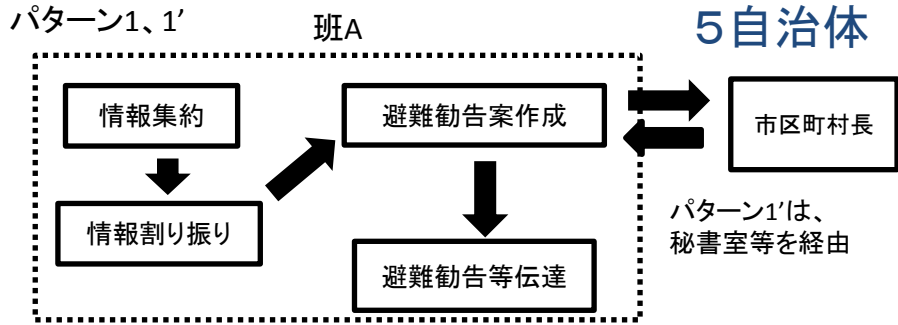 パターン1、1’
班A
5自治体
情報集約
避難勧告案作成
市区町村長
情報割り振り
パターン1’は、
秘書室等を経由
避難勧告等伝達